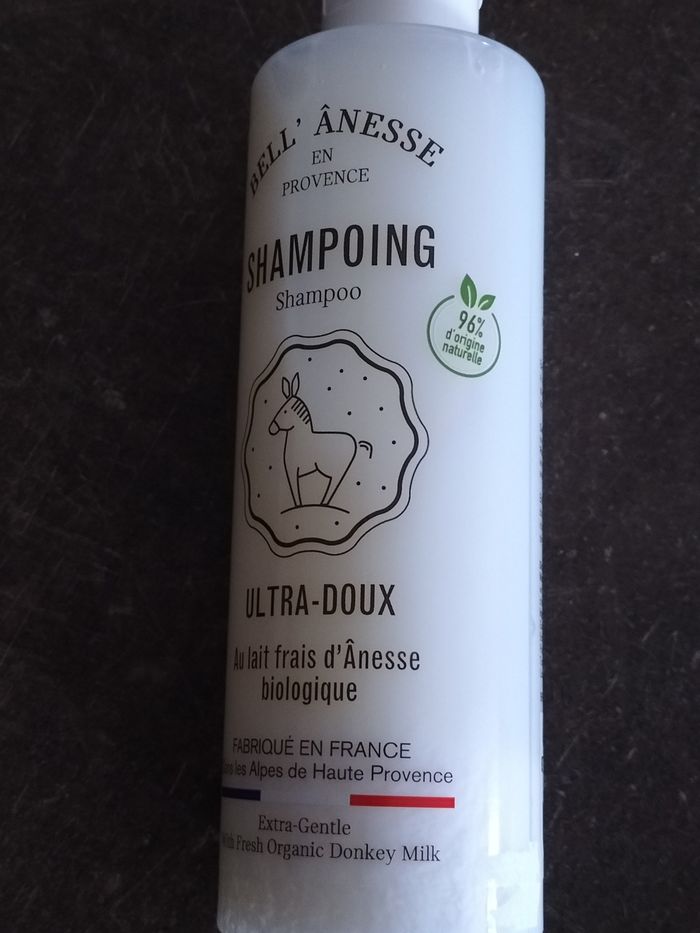 BELL' ÂNESSE
EN
PROVENCE
SHAMPOING
Shampoo
96%
d'origine
naturelle
ULTRA-DOUX
Au lait frais d'Ânesse
biologique
FABRIQUÉ EN FRANCE
les Alpes de Haute Provence
Extra-Gentle
Fresh Organic Donkey Milk